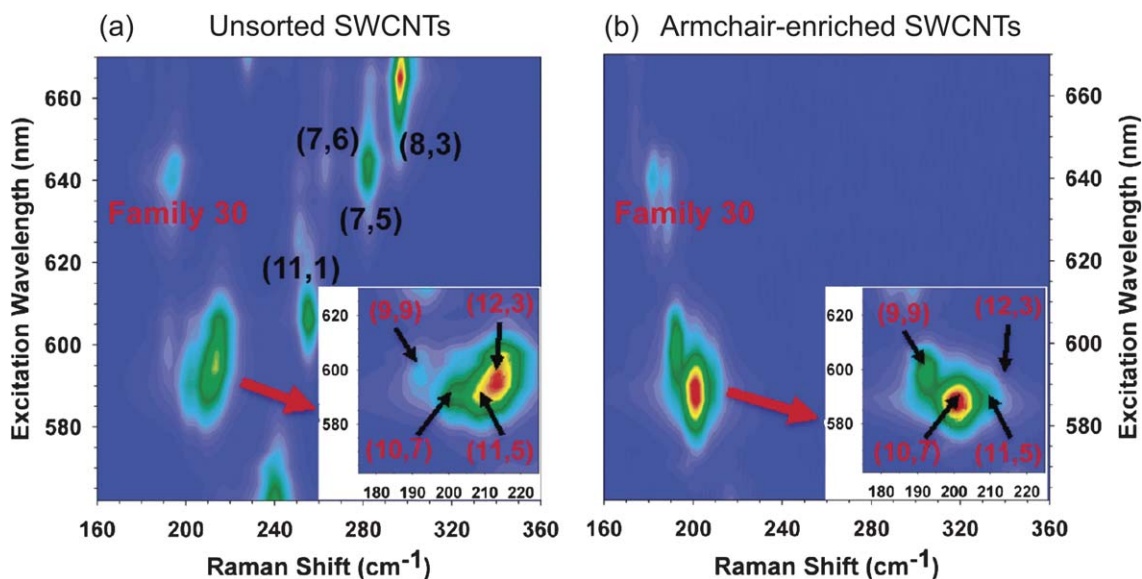 (a) Unsorted SWCNTs
(b) Armchair-enriched SWCNTs
Excitation Wavelength (nm)
660
640
620
600
580
(7,6)
(8,3)
Family 30
(7,5)
(11,1)
(9,9)
(12,3)
620
600
580
(10,7)
(11,5)
180 190 200 210 220
160 200 240 280 320 360
Raman Shift (cm-1)
Family 30
(9,9)
(12,3)
620
600
580
(10,7)
(11,5)
180 190 200 210 220
160 200 240 280 320 360
Raman Shift (cm-1)
660
640
620
600
580
Excitation Wavelength (nm)